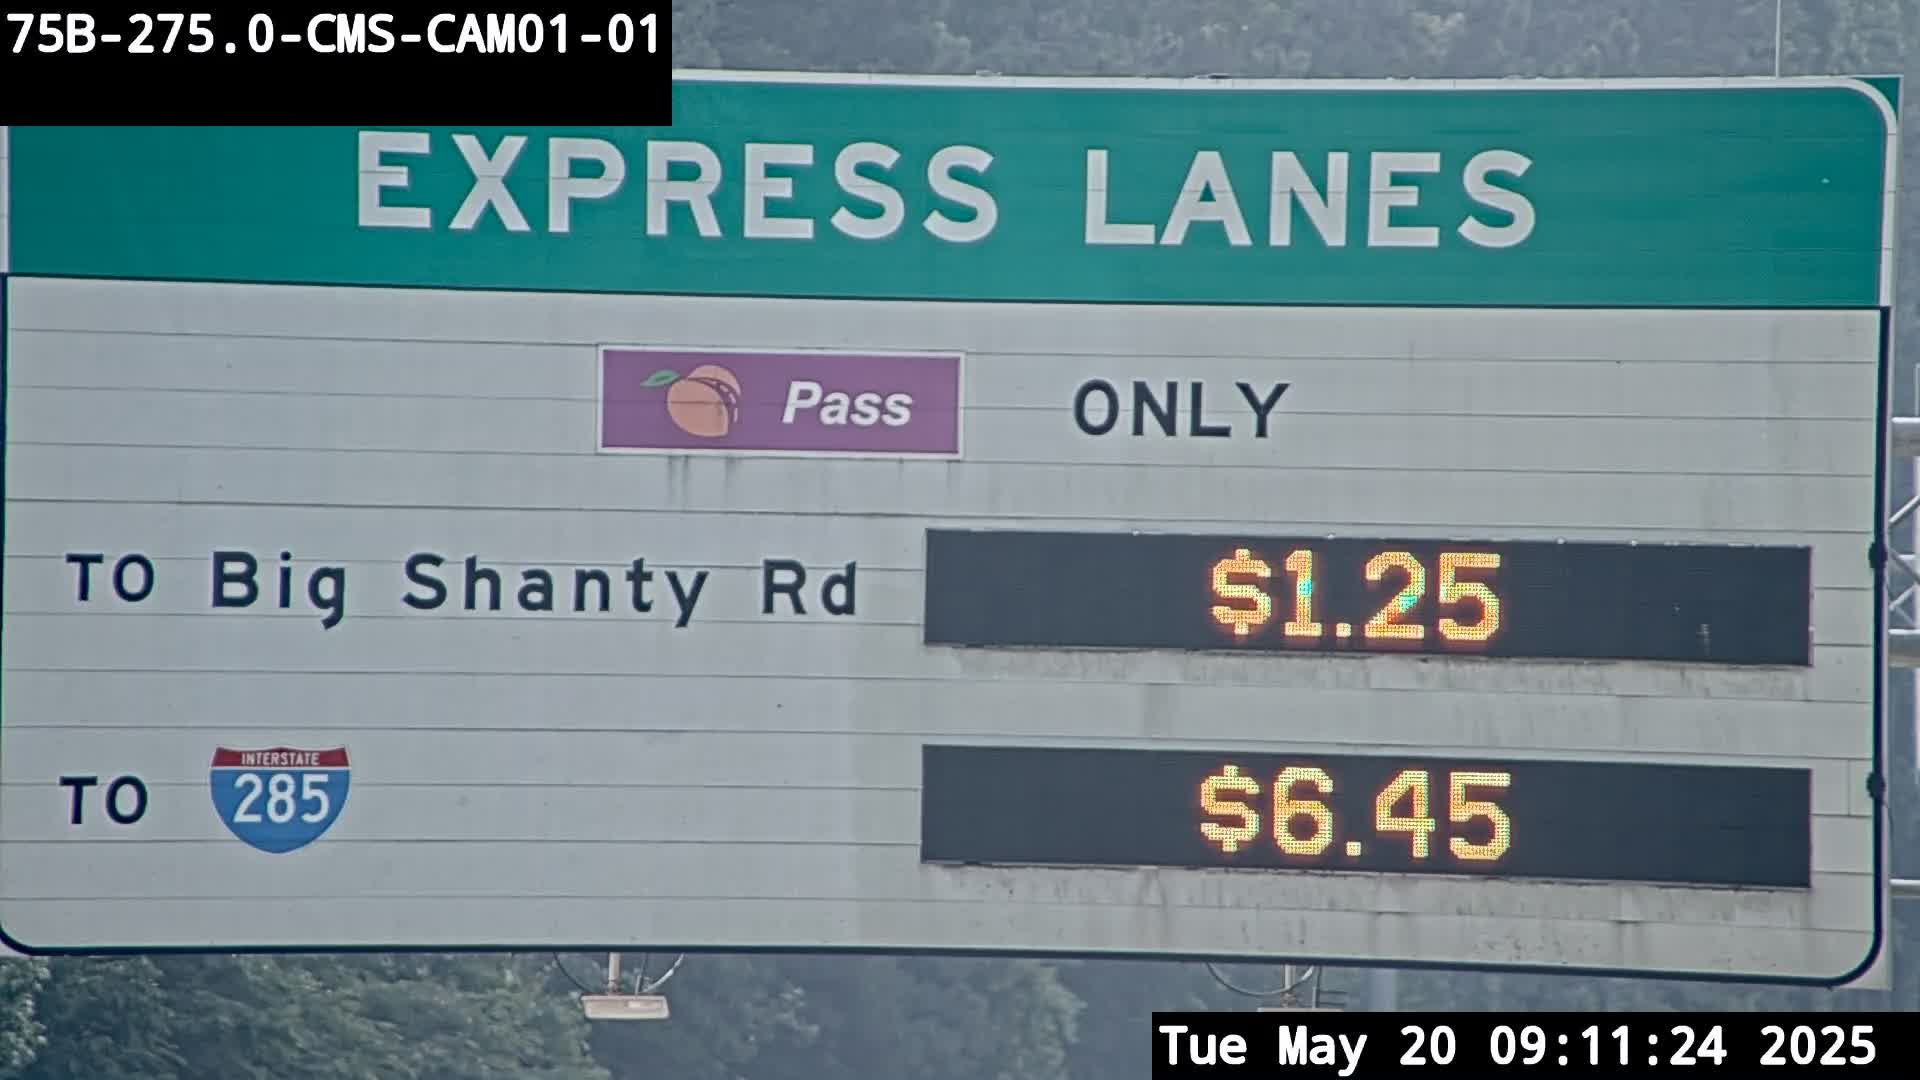 75B-275.0-CMS-CAM01-01
EXPRESS LANES
Pass ONLY
TO Big Shanty Rd $1.25
INTERSTATE
TO 285 $6.45
Tue May 20 09:11:24 2025